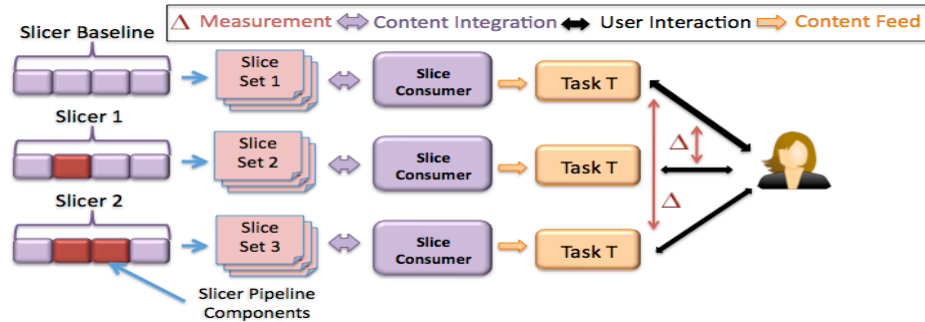 Δ Measurement Content Integration User Interaction Content Feed
Slicer Baseline
Slice
Set 1
Slice
Consumer
Task T
Slicer 1
Slice
Set 2
Slice
Consumer
Task T
Δ
Slicer 2
Δ
Slice
Set 3
Slice
Consumer
Task T
Slicer Pipeline
Components